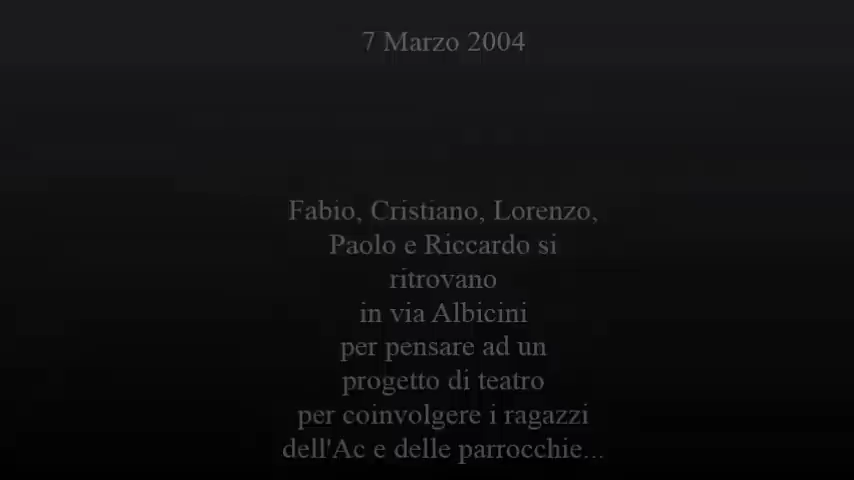 7 Marzo 2004
Fabio, Cristiano, Lorenzo,
Paolo e Riccardo si
ritrovano
in via Albicini
per pensare ad un
progetto di teatro
per coinvolgere i ragazzi
dell'Ac e delle parrocchie...